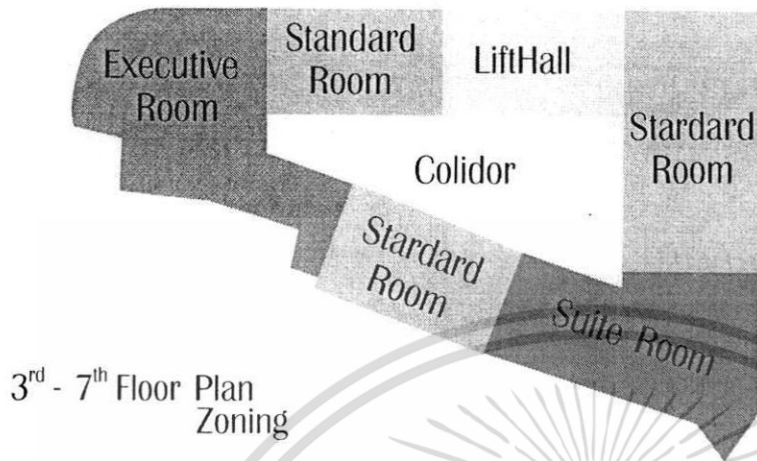 Executive
Room
Standard
Room
LiftHall
Stardard
Room
Colidor
Stardard
Room
Suite Room
3rd - 7th Floor Plan
Zoning